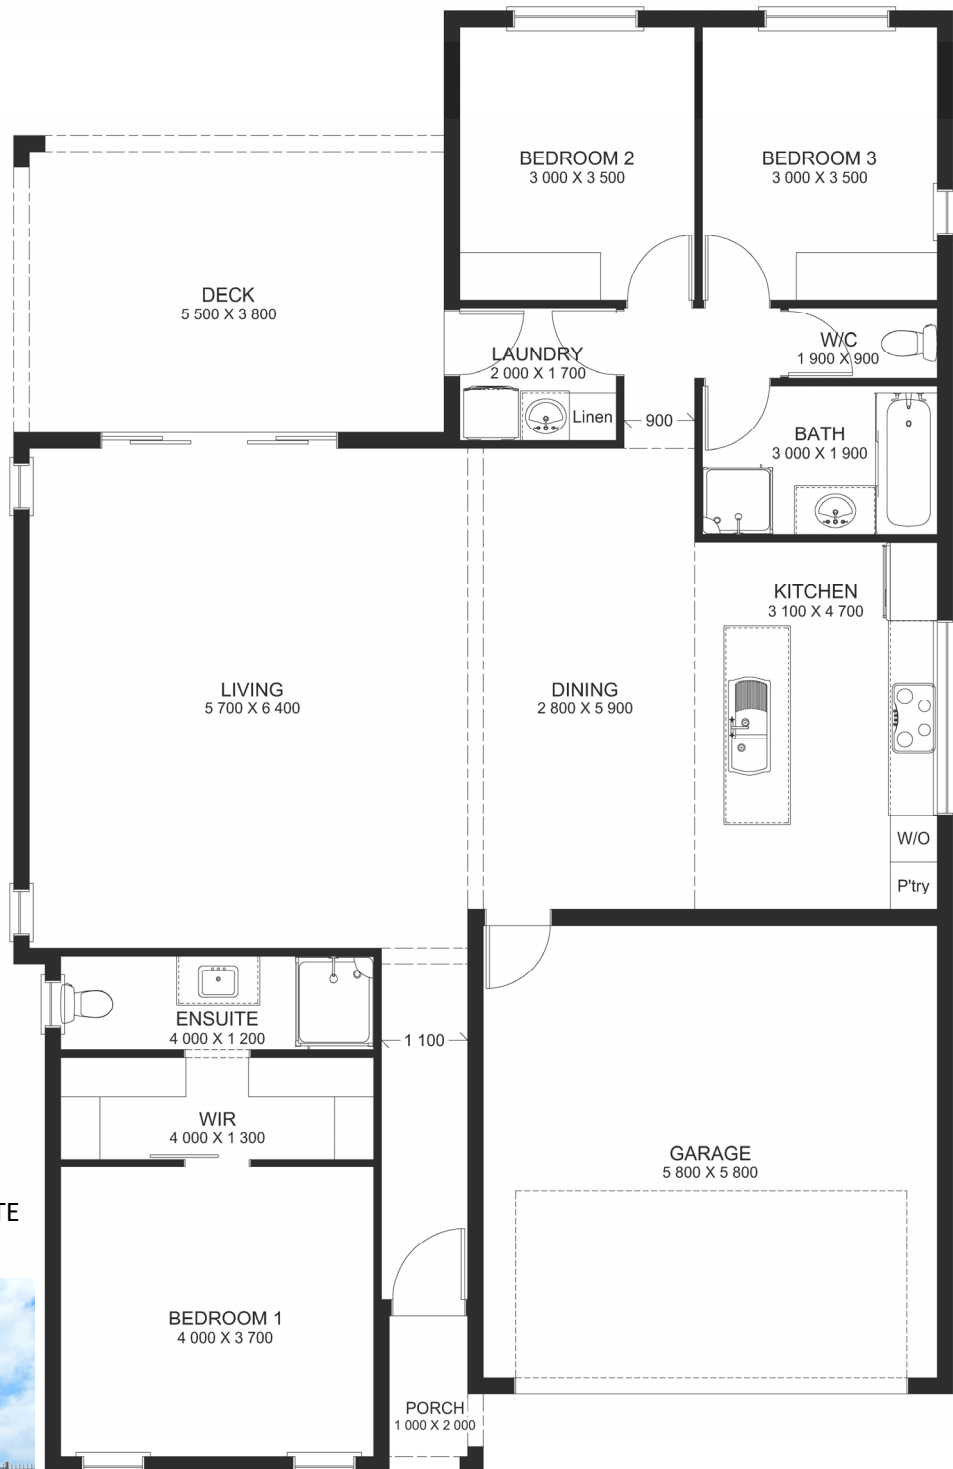 BEDROOM 2
3 000 X 3 500
BEDROOM 3
3 000 X 3 500
DECK
5 500 X 3 800
LAUNDRY
2 000 X 1 700
W/C
1 900 X 900
Linen
900
BATH
3 000 X 1 900
KITCHEN
3 100 X 4 700
LIVING
5 700 X 6 400
DINING
2 800 X 5 900
W/O
P'try
ENSUITE
4 000 X 1 200
1 100
WIR
4 000 X 1 300
GARAGE
5 800 X 5 800
TE
BEDROOM 1
4 000 X 3 700
PORCH
1 000 X 2 000